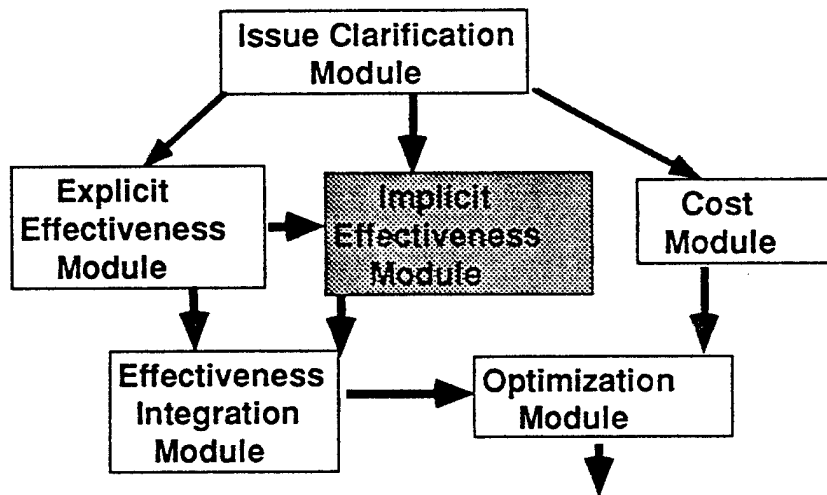 Issue Clarification
Module
Explicit
Effectiveness
Module
Implicit
Effectiveness
Module
Cost
Module
Effectiveness
Integration
Module
Optimization
Module